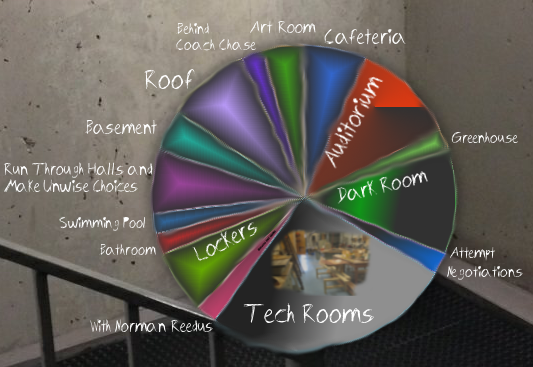 Behind
Coach Chase
Art Room
Cafeteria
Roof
Auditorium
Basement
Greenhouse
Run Through Halls and
Make Unwise Choices
Dark Room
Swimming Pool
Bathroom
Lockers
Attempt
Negotiations
Tech Rooms
With Norman Reedus